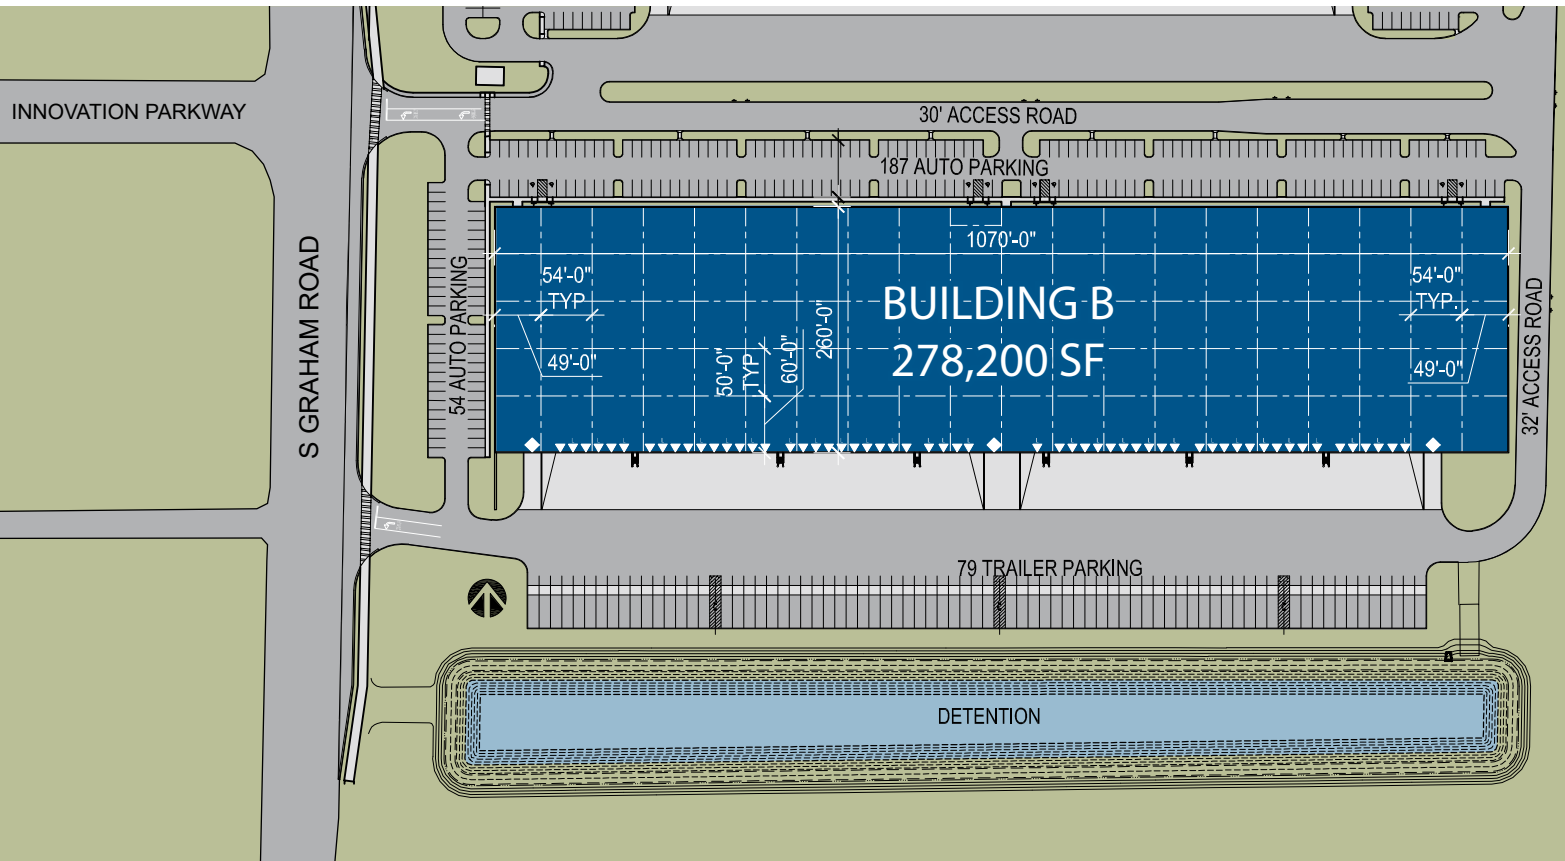 INNOVATION PARKWAY
30' ACCESS ROAD
187 AUTO PARKING
S GRAHAM ROAD
54 AUTO PARKING
1070'-0"
54'-0"
TYP
49'-0"
50'-0"
TYP
60'-0"
260'-0"
BUILDING B
278,200 SF
54'-0"
TYP.
49'-0"
32' ACCESS ROAD
79 TRAILER PARKING
DETENTION